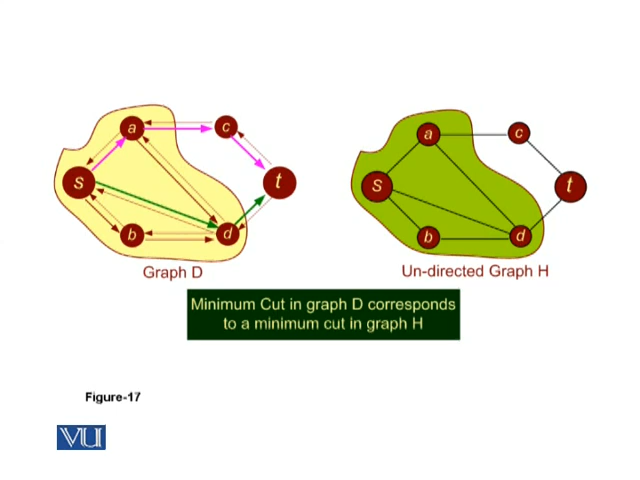 a
c
s
t
b
d
Graph D
a
c
s
t
b
d
Un-directed Graph H
Minimum Cut in graph D corresponds
to a minimum cut in graph H
Figure-17
VU